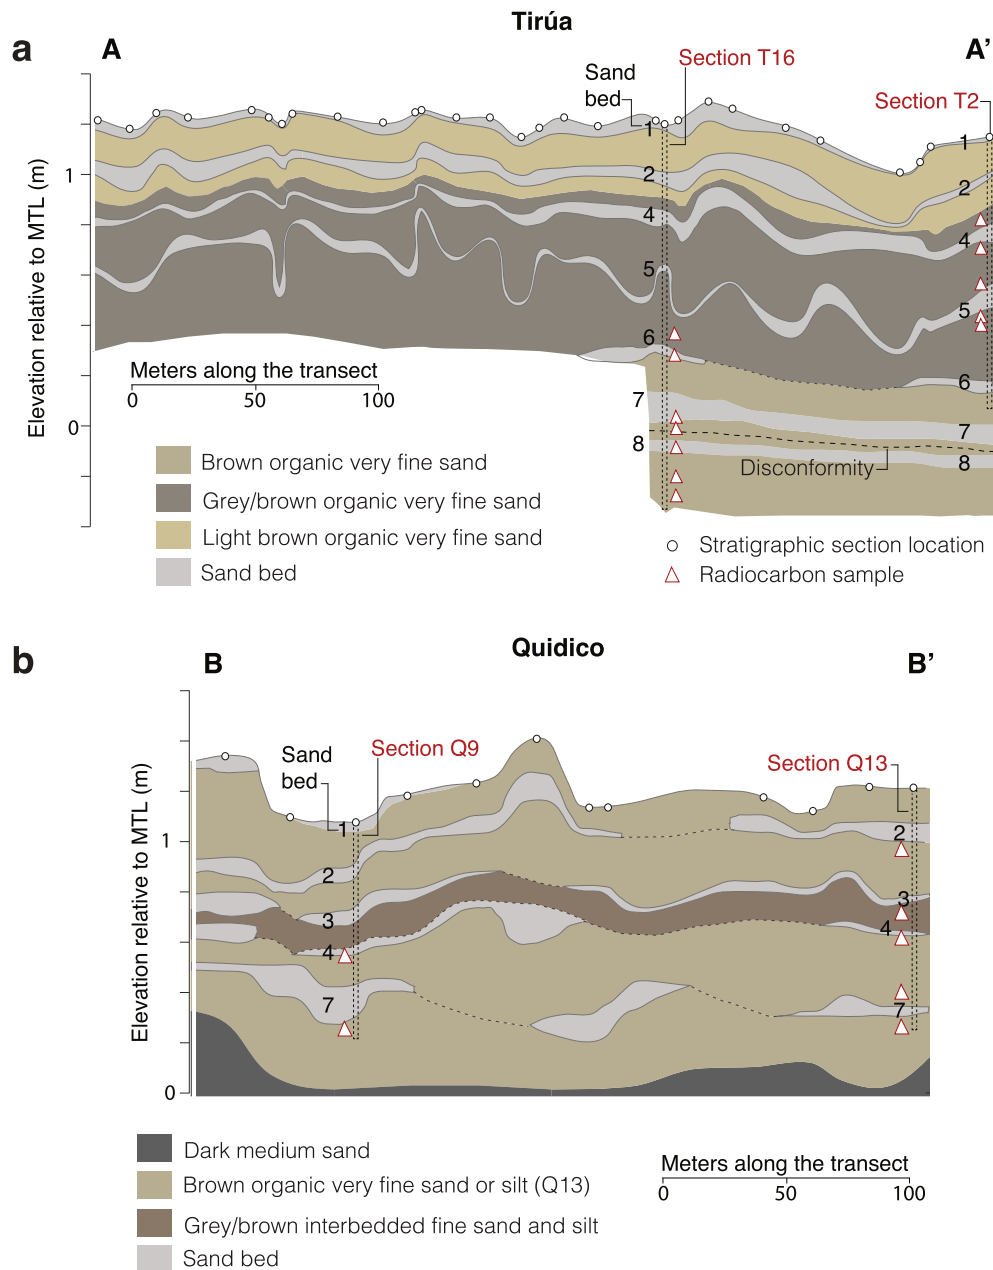 Tirúa
a
A
A’
Sand
bed
Section T16
Section T2
Elevation relative to MTL (m)
1
0
1
2
4
5
6
7
8
1
2
4
5
6
7
8
Meters along the transect
0 50 100
Disconformity
Brown organic very fine sand
Grey/brown organic very fine sand
Light brown organic very fine sand
Sand bed
Stratigraphic section location
Radiocarbon sample
Quidico
b
B
B’
Sand
bed
Section Q9
Section Q13
Elevation relative to MTL (m)
1
0
1
2
3
4
7
2
3
4
7
Dark medium sand
Brown organic very fine sand or silt (Q13)
Grey/brown interbedded fine sand and silt
Sand bed
Meters along the transect
0 50 100